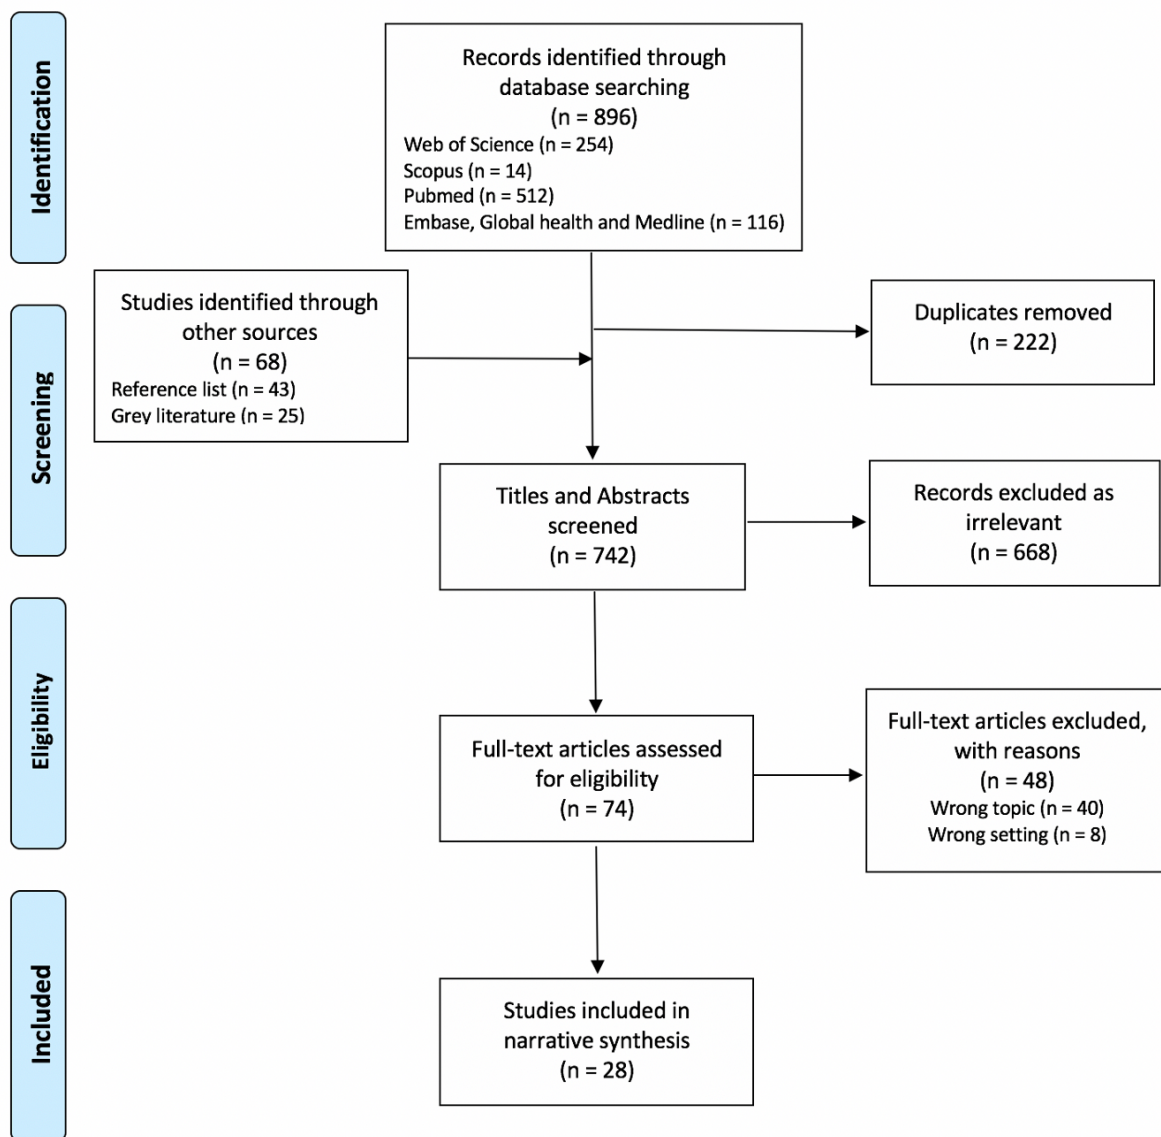 Identification
Records identified through
database searching
(n = 896)
Web of Science (n = 254)
Scopus (n = 14)
Pubmed (n = 512)
Embase, Global health and Medline (n = 116)
Studies identified through
other sources
(n = 68)
Reference list (n = 43)
Grey literature (n = 25)
Duplicates removed
(n = 222)
Screening
Titles and Abstracts
screened
(n = 742)
Records excluded as
irrelevant
(n = 668)
Eligibility
Full-text articles assessed
for eligibility
(n = 74)
Full-text articles excluded,
with reasons
(n = 48)
Wrong topic (n = 40)
Wrong setting (n = 8)
Included
Studies included in
narrative synthesis
(n = 28)